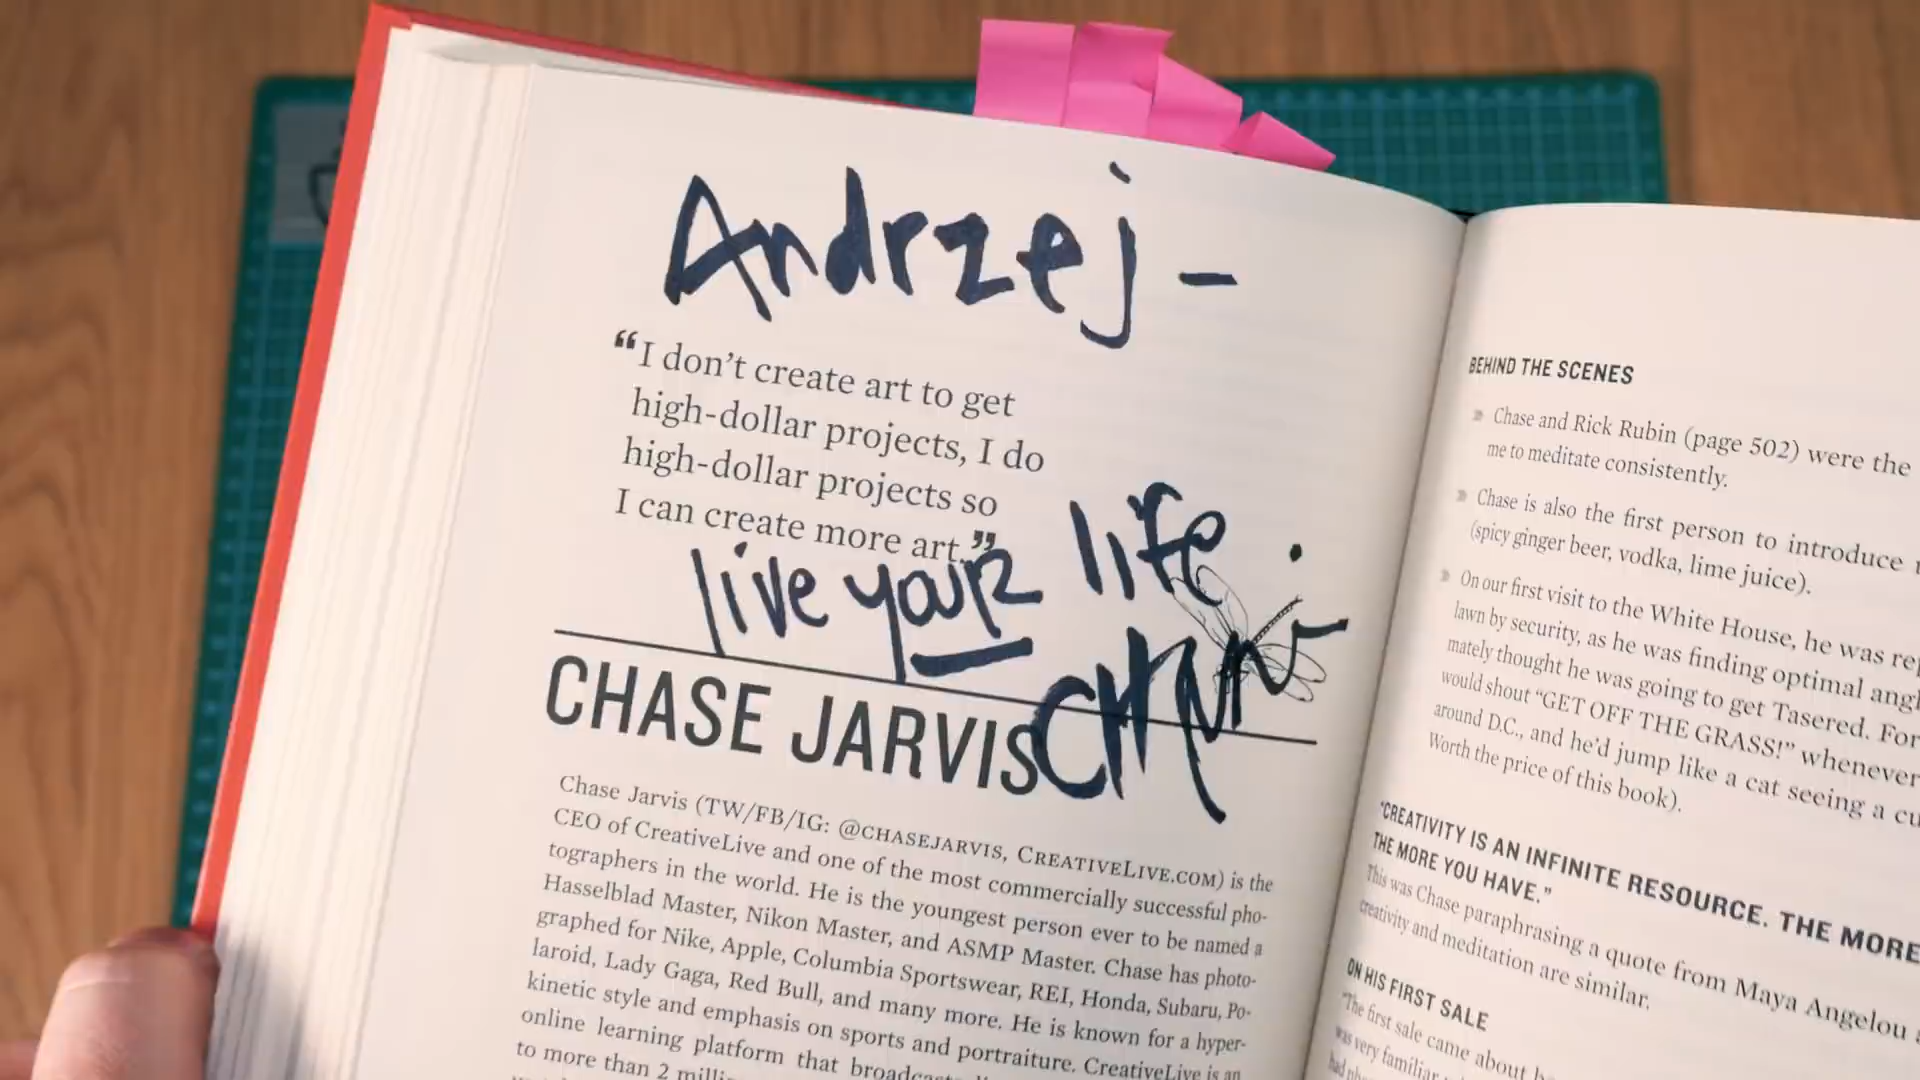 Andrzej –
“I don’t create art to get
high-dollar projects, I do
high-dollar projects so
I can create more art.”
live your life.
CHASE JARVIS
Chase Jarvis (TW/FB/IG: @CHASEJARVIS, CREATIVELIVE.COM) is the
CEO of CreativeLive and one of the most commercially successful pho-
tographers in the world. He is the youngest person ever to be named a
Hasselblad Master, Nikon Master, and ASMP Master. Chase has photo-
graphed for Nike, Apple, Columbia Sportswear, REI, Honda, Subaru, Po-
laroid, Lady Gaga, Red Bull, and many more. He is known for a hyper-
kinetic style and emphasis on sports and portraiture. CreativeLive is an
online learning platform that broadcasts
to more than 2
BEHIND THE SCENES
» Chase and Rick Rubin (page 502) were the
me to meditate consistently.
» Chase is also the first person to introduce
(spicy ginger beer, vodka, lime juice).
» On our first visit to the White House, he was
lawn by security, as he was finding optimal
mately thought he was going to get Tasered. For
would shout “GET OFF THE GRASS!” whenever
around D.C., and he’d jump like a cat seeing a
Worth the price of this book).
“CREATIVITY IS AN INFINITE RESOURCE. THE MORE
THE MORE YOU HAVE.”
This was Chase paraphrasing a quote from Maya Angelou
creativity and meditation are similar.
ON HIS FIRST SALE
“The first sale came about
was very familiar